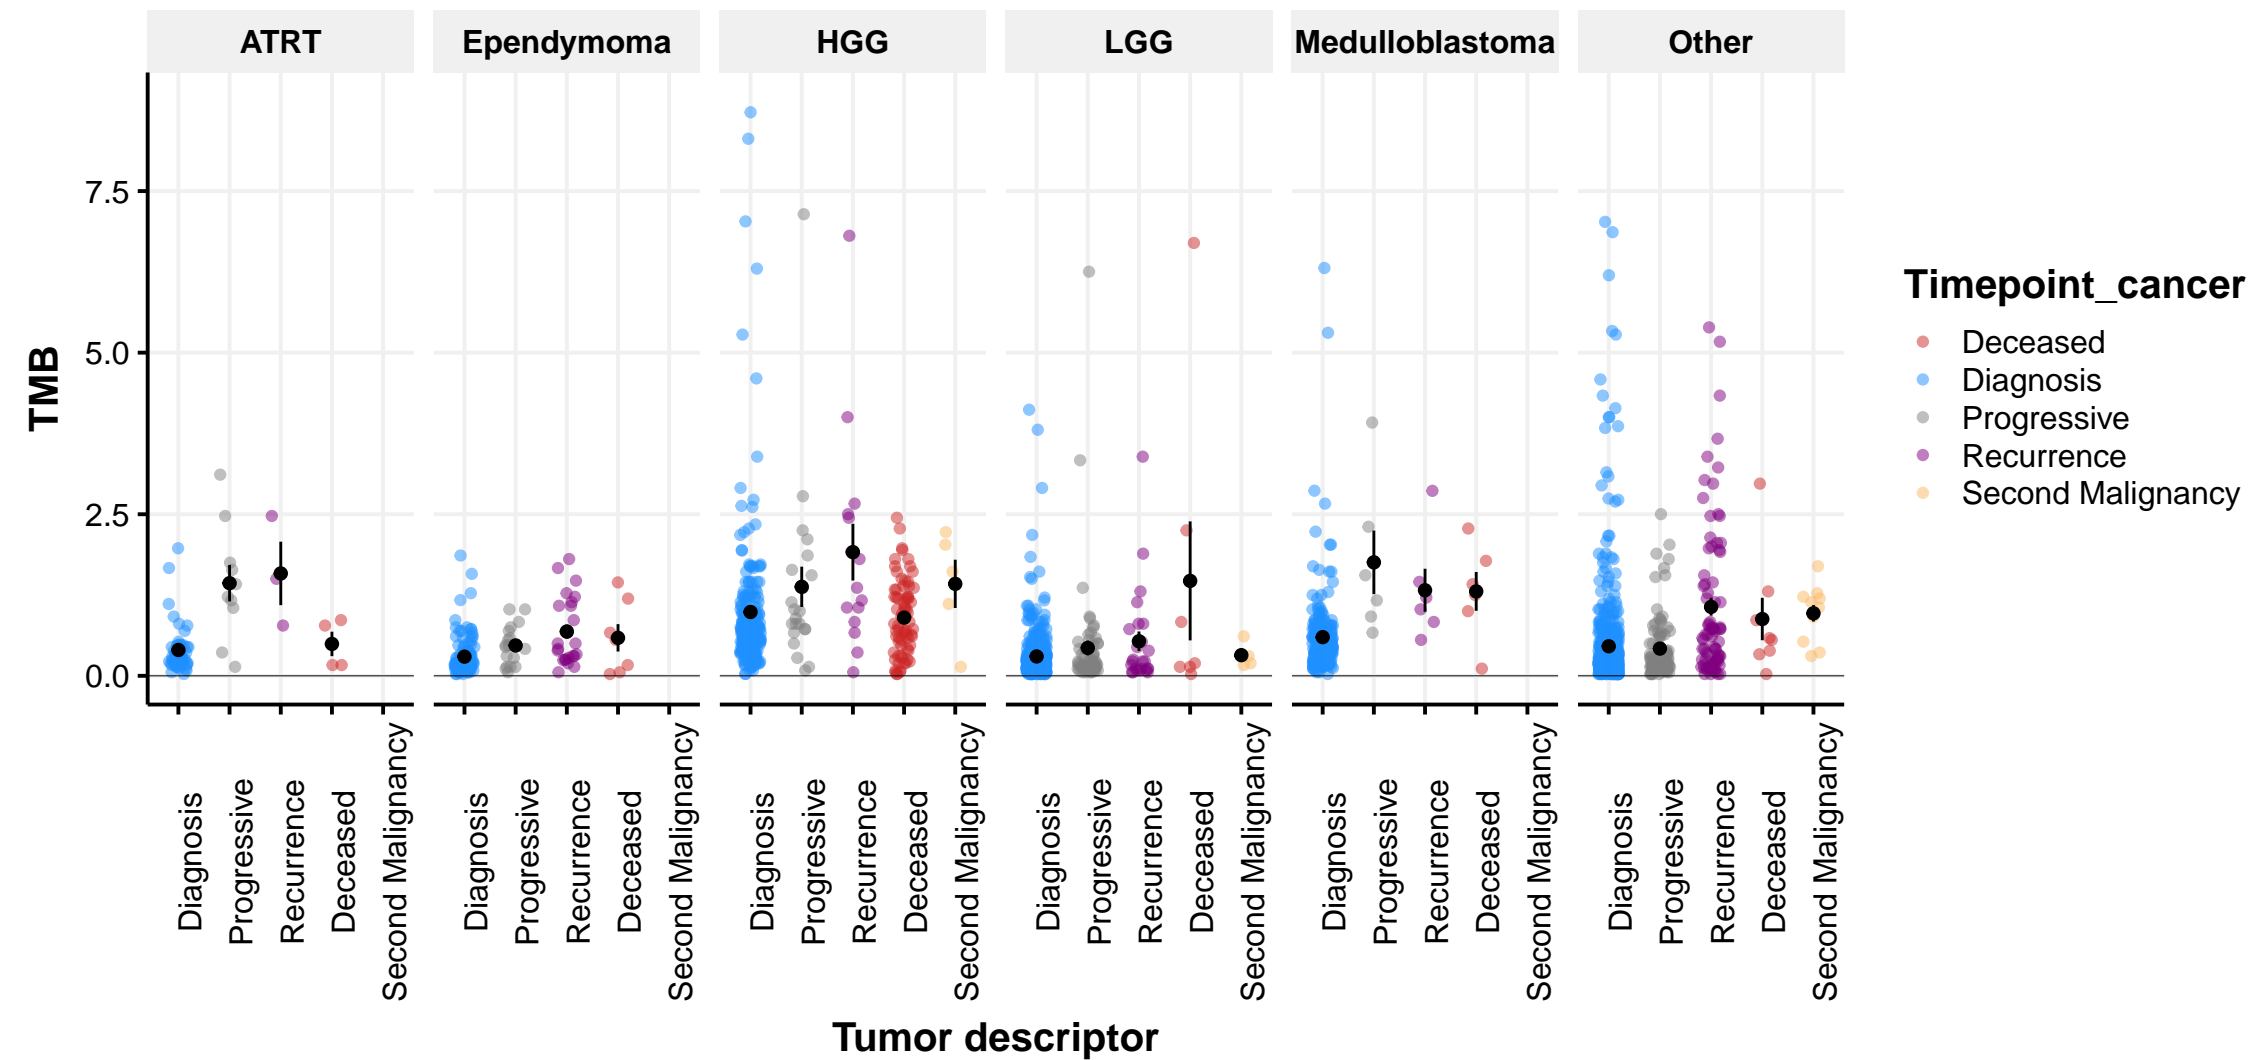 ATRT
Ependymoma
HGG
LGG
Medulloblastoma
Other
TMB
7.5
5.0
2.5
0.0
Timepoint_cancer
Deceased
Diagnosis
Progressive
Recurrence
Second Malignancy
Diagnosis
Progressive
Recurrence
Deceased
Second Malignancy
Diagnosis
Progressive
Recurrence
Deceased
Second Malignancy
Diagnosis
Progressive
Recurrence
Deceased
Second Malignancy
Diagnosis
Progressive
Recurrence
Deceased
Second Malignancy
Diagnosis
Progressive
Recurrence
Deceased
Second Malignancy
Diagnosis
Progressive
Recurrence
Deceased
Second Malignancy
Tumor descriptor